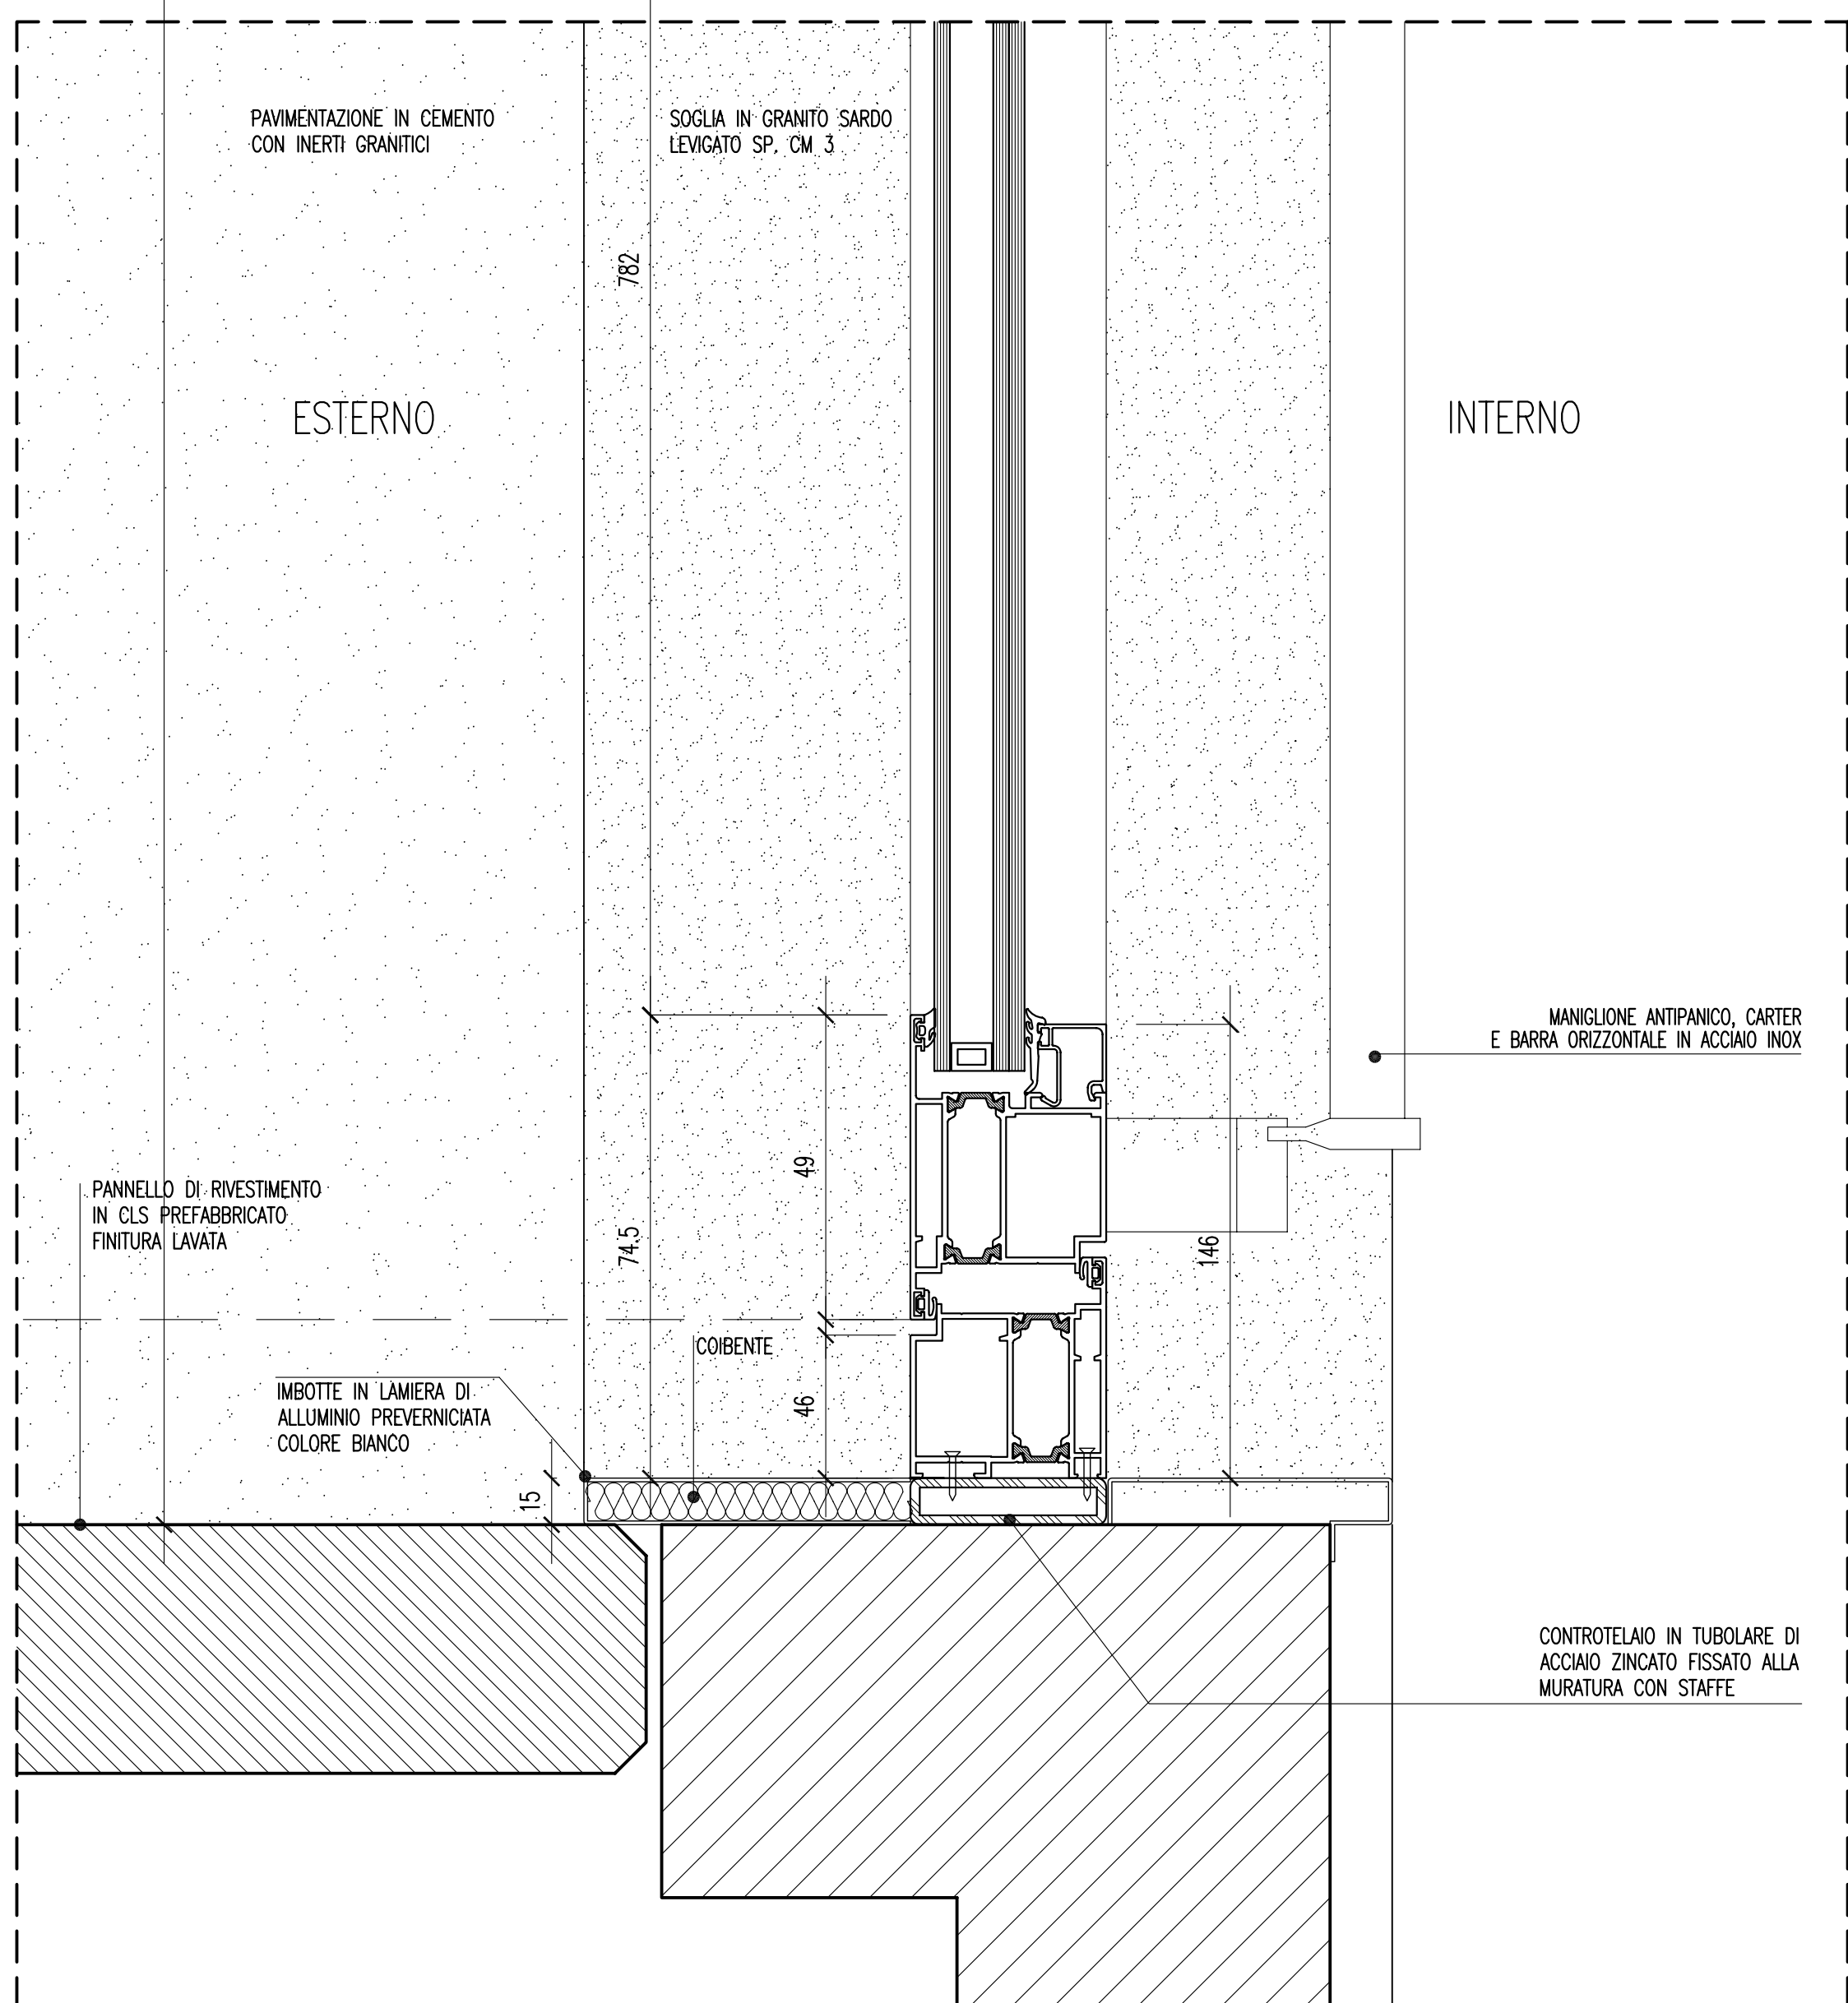 PAVIMENTAZIONE IN CEMENTO
CON INERTI GRANITICI
SOGLIA IN GRANITO SARDO
LEVIGATO SP. CM 3
782
ESTERNO
INTERNO
MANIGLIONE ANTIPANICO, CARTER
E BARRA ORIZZONTALE IN ACCIAIO INOX
PANNELLO DI RIVESTIMENTO
IN CLS PREFABBRICATO
FINITURA LAVATA
49
74.5
146
COIBENTE
IMBOTTE IN LAMIERA DI
ALLUMINIO PREVERNICIATA
COLORE BIANCO
46
15
CONTROTELAIO IN TUBOLARE DI
ACCIAIO ZINCATO FISSATO ALLA
MURATURA CON STAFFE